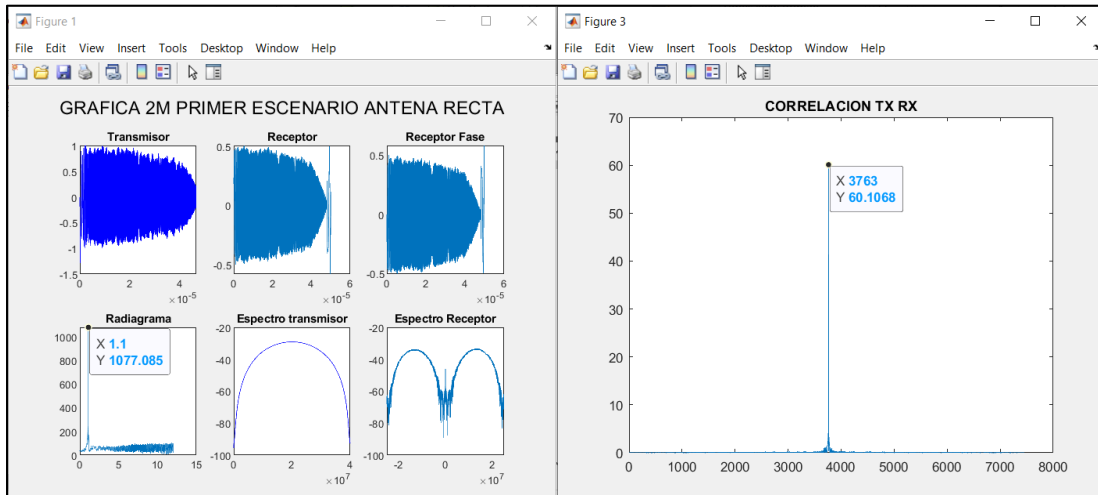 Figure 1
File Edit View Insert Tools Desktop Window Help
GRAFICA 2M PRIMER ESCENARIO ANTENA RECTA
Transmisor
1
0.5
0
-0.5
-1
-1.5
0 2 4
× 10⁻⁵
Receptor
0.5
0
-0.5
0 2 4 6
× 10⁻⁵
Receptor Fase
0.5
0
-0.5
0 2 4 6
× 10⁻⁵
Radiagrama
1000
800
600
400
200
0
X 1.1
Y 1077.085
0 5 10 15
Espectro transmisor
-20
-40
-60
-80
-100
0 2 4
× 10⁷
Espectro Receptor
-20
-40
-60
-80
-100
-2 0 2
× 10⁷
Figure 3
File Edit View Insert Tools Desktop Window Help
CORRELACION TX RX
70
60
50
40
30
20
10
0
X 3763
Y 60.1068
0 1000 2000 3000 4000 5000 6000 7000 8000